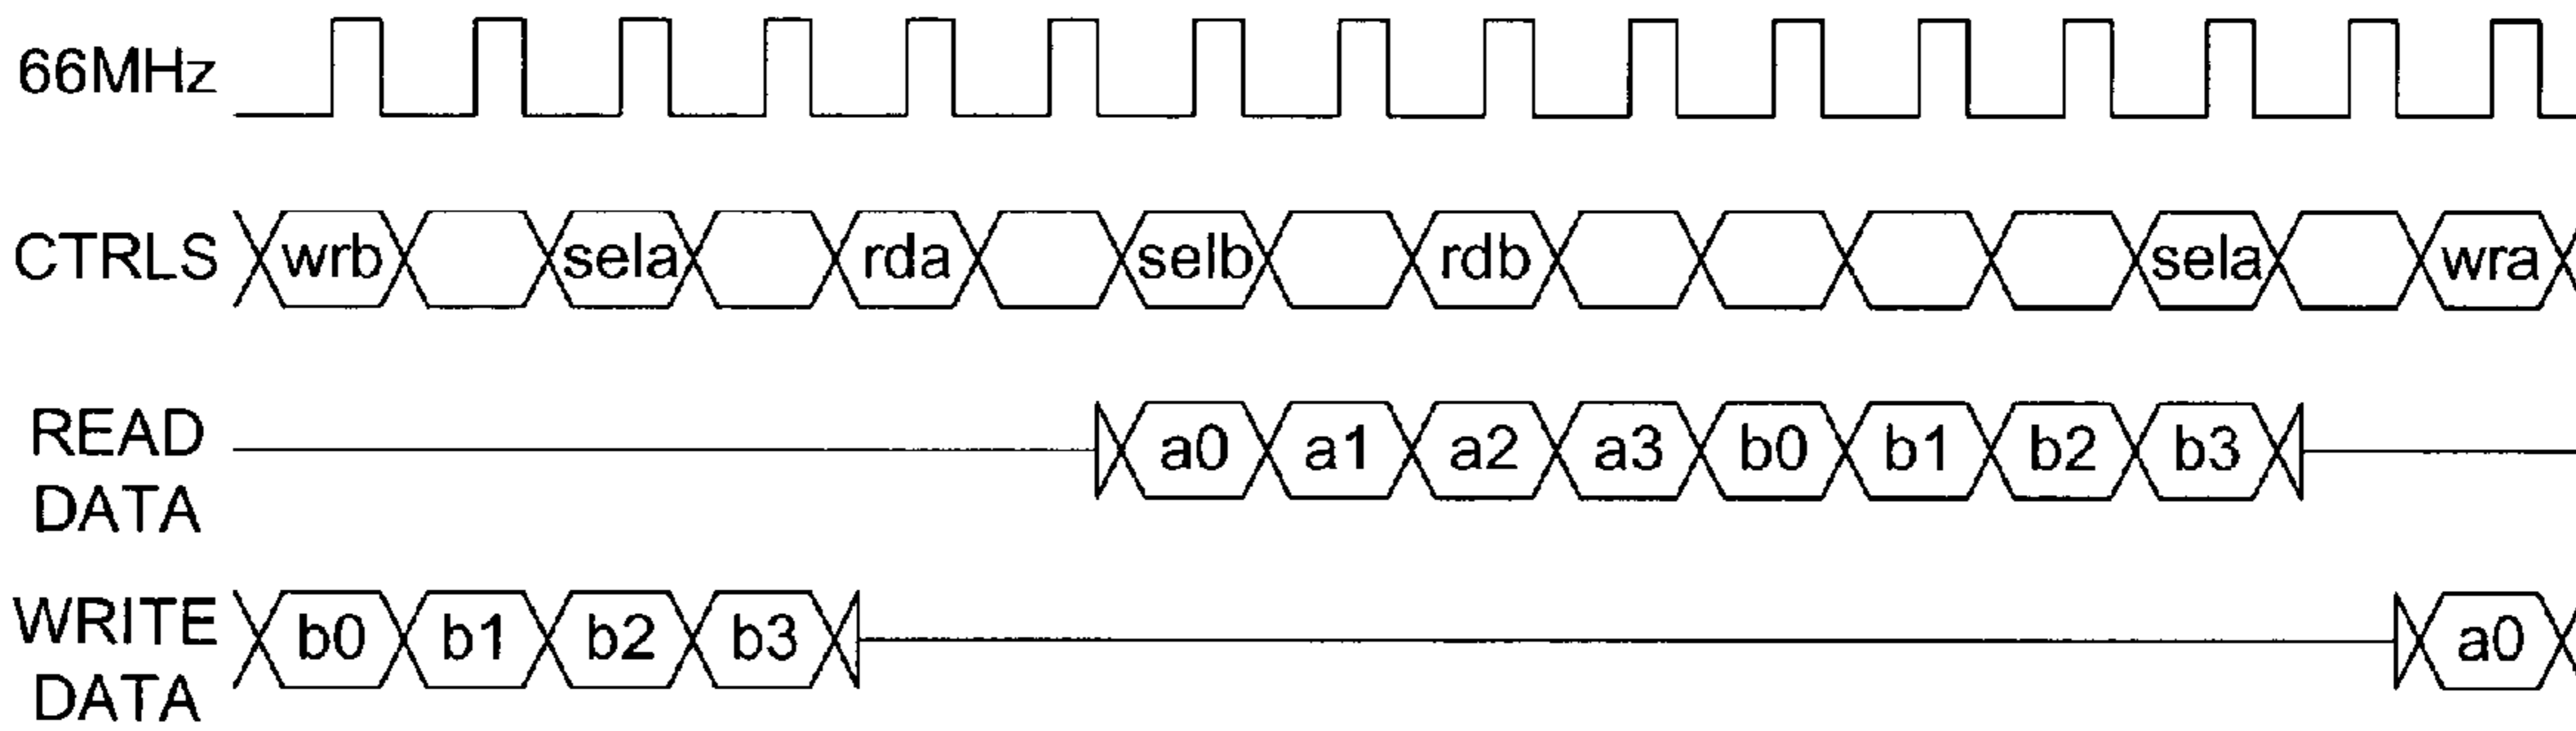 66MHz
CTRLS wrb sela rda selb rdb sela wra
READ DATA a0 a1 a2 a3 b0 b1 b2 b3
WRITE DATA b0 b1 b2 b3 a0